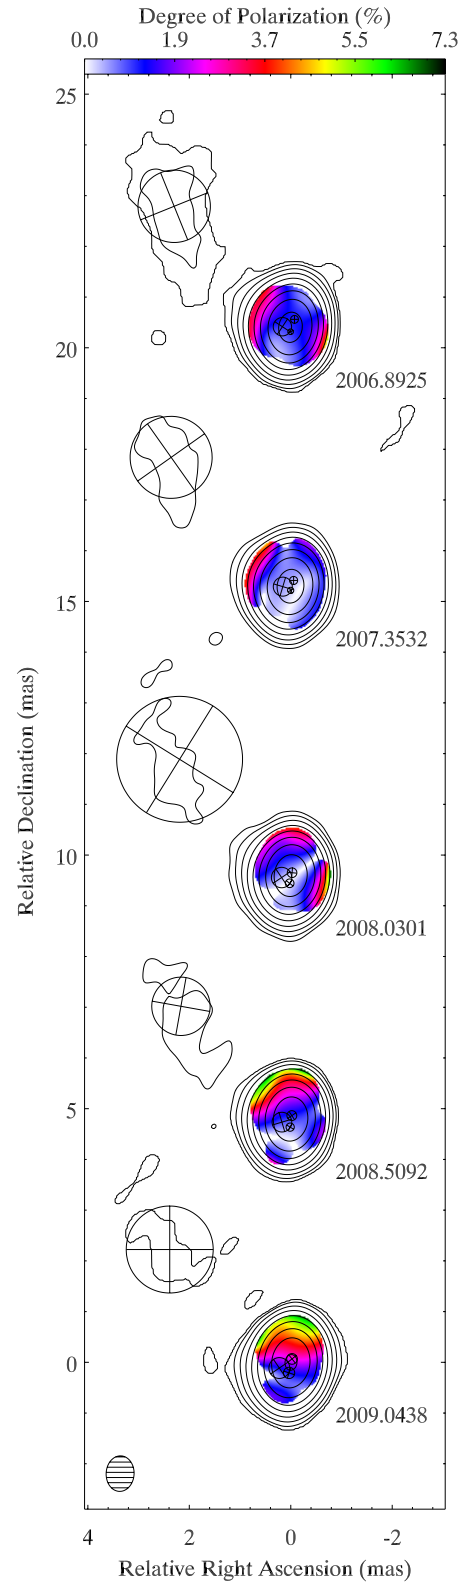 Degree of Polarization (%)
0.0 1.9 3.7 5.5 7.3
25
20
2006.8925
15
2007.3532
10
2008.0301
5
2008.5092
0
2009.0438
Relative Declination (mas)
4 2 0 -2
Relative Right Ascension (mas)